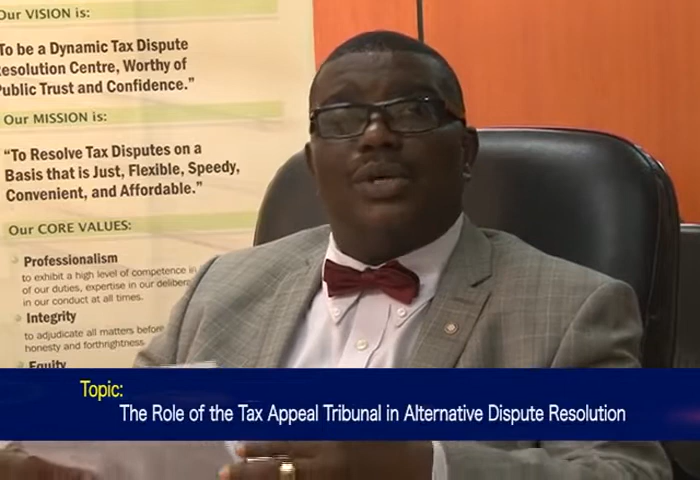 Our VISION is:
To be a Dynamic Tax Dispute
Resolution Centre, Worthy of
Public Trust and Confidence.”
Our MISSION is:
“To Resolve Tax Disputes on a
Basis that is Just, Flexible, Speedy,
Convenient, and Affordable.”
Our CORE VALUES:
Professionalism
to exhibit a high level of competence in
of our duties, expertise in our
in our conduct at all times.
Integrity
to adjudicate all matters before
honesty and forthrightness
Equity
Topic:
The Role of the Tax Appeal Tribunal in Alternative Dispute Resolution